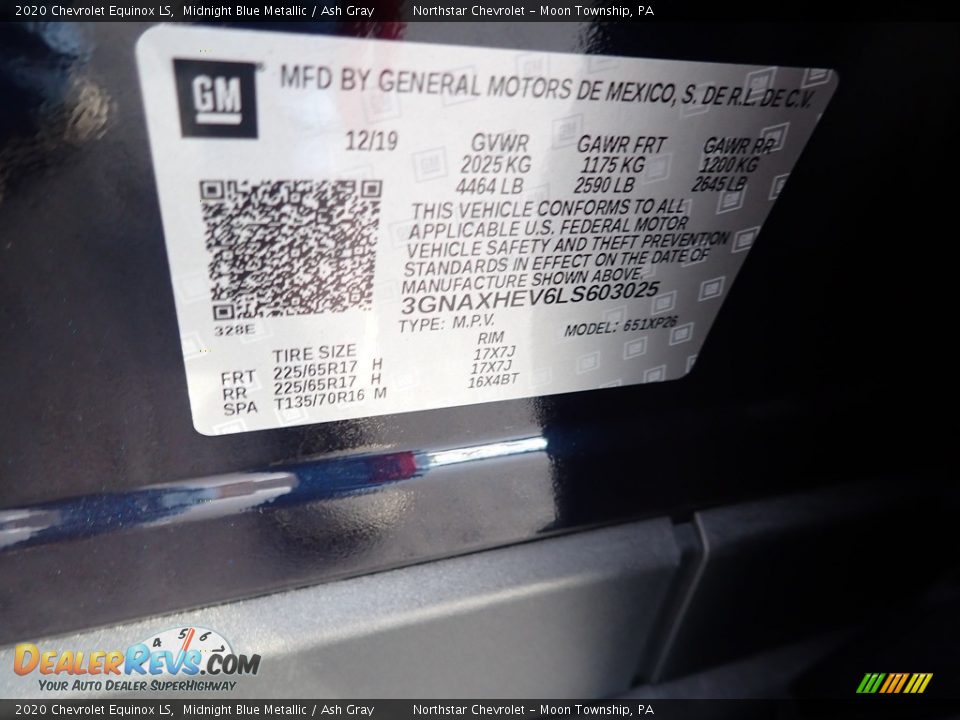 2020 Chevrolet Equinox LS, Midnight Blue Metallic / Ash Gray Northstar Chevrolet - Moon Township, PA
GM MFD BY GENERAL MOTORS DE MEXICO, S. DE R.L. DE C.V.
12/19 GVWR GAWR FRT GAWR RR
2025 KG 1175 KG 1200 KG
4464 LB 2590 LB 2645 LB
THIS VEHICLE CONFORMS TO ALL
APPLICABLE U.S. FEDERAL MOTOR
VEHICLE SAFETY AND THEFT PREVENTION
STANDARDS IN EFFECT ON THE DATE OF
MANUFACTURE SHOWN ABOVE.
3GNAXHEV6LS603025
328E TYPE: M.P.V. MODEL: 651XP26
TIRE SIZE RIM
FRT 225/65R17 H 17X7J
RR 225/65R17 H 17X7J
SPA T135/70R16 M 16X4BT
4 5 6
DEALERREVS.COM
YOUR AUTO DEALER SUPERHIGHWAY
2020 Chevrolet Equinox LS, Midnight Blue Metallic / Ash Gray Northstar Chevrolet - Moon Township, PA